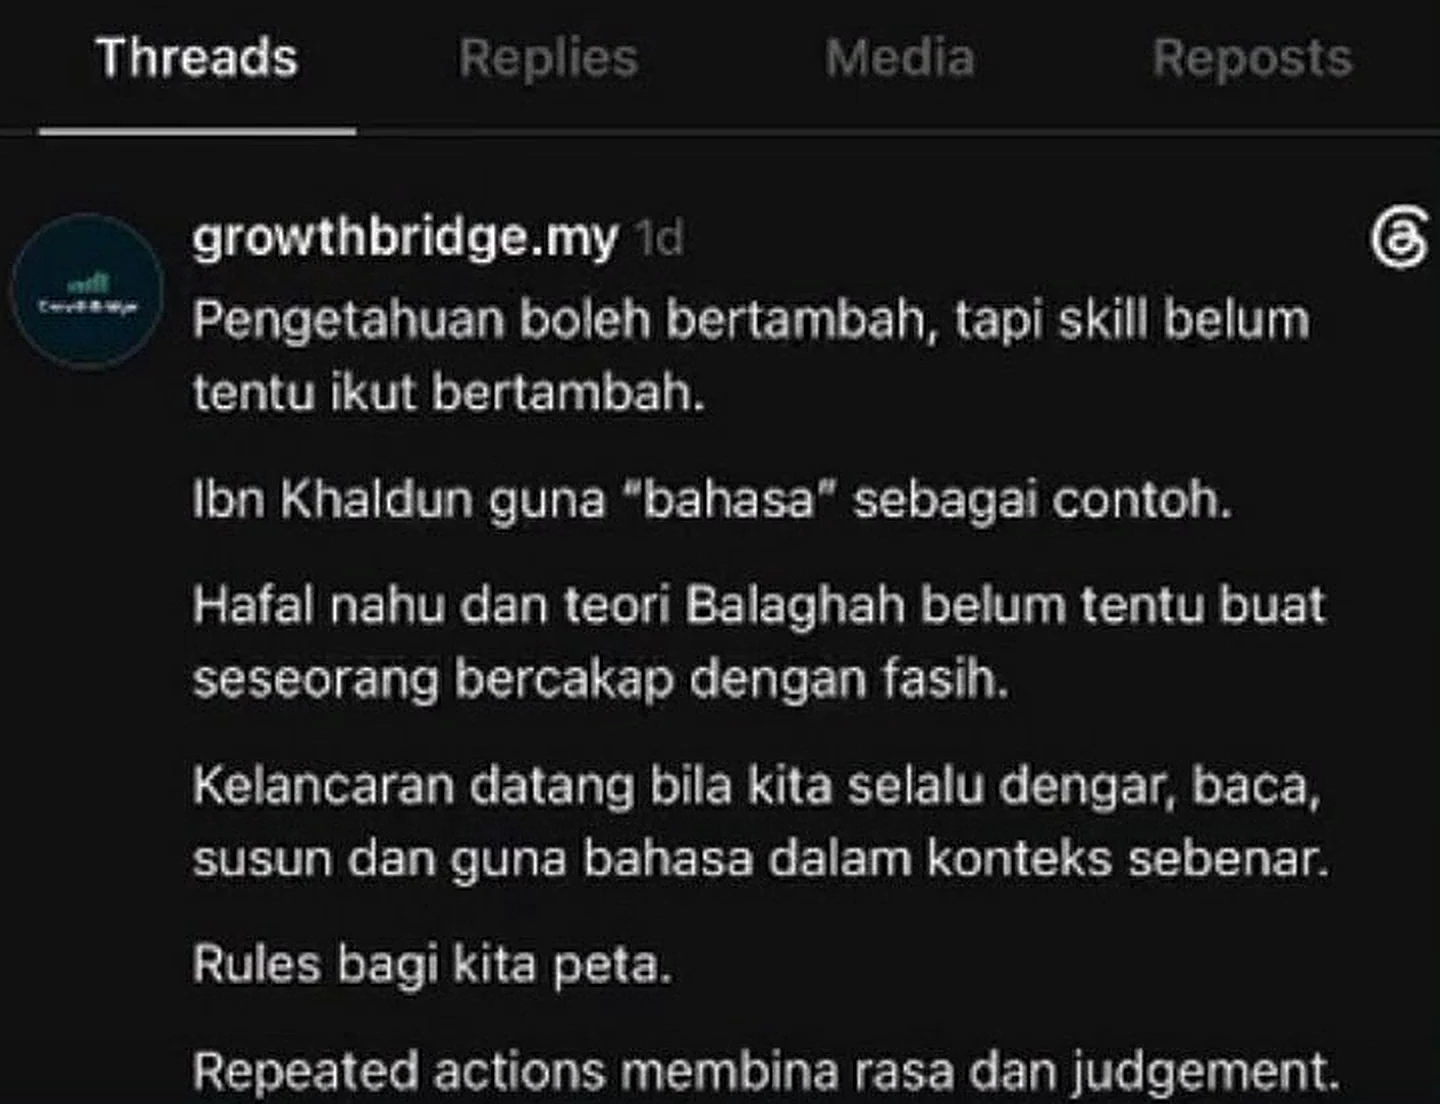 Threads Replies Media Reposts
growthbridge.my 1d
Pengetahuan boleh bertambah, tapi skill belum
tentu ikut bertambah.
Ibn Khaldun guna “bahasa” sebagai contoh.
Hafal nahu dan teori Balaghah belum tentu buat
seseorang bercakap dengan fasih.
Kelancaran datang bila kita selalu dengar, baca,
susun dan guna bahasa dalam konteks sebenar.
Rules bagi kita peta.
Repeated actions membina rasa dan judgement.